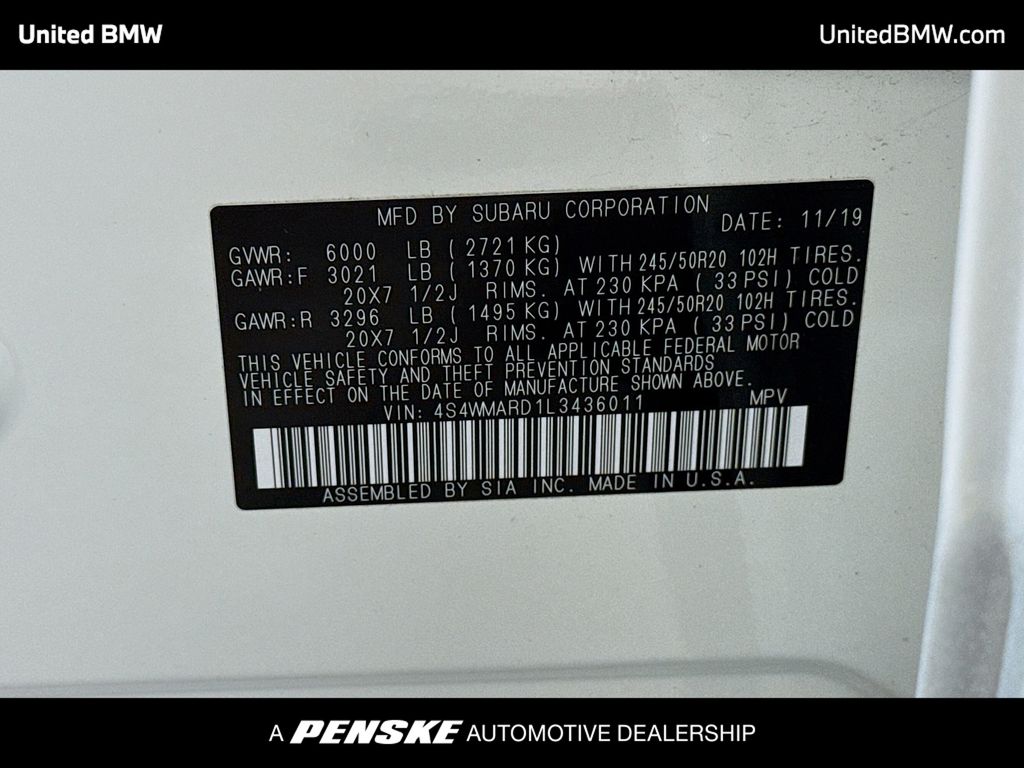 United BMW
UnitedBMW.com
MFD BY SUBARU CORPORATION DATE: 11/19
GVWR: 6000 LB ( 2721 KG)
GAWR:F 3021 LB ( 1370 KG) WITH 245/50R20 102H TIRES.
20X7 1/2J RIMS. AT 230 KPA ( 33 PSI) COLD
GAWR:R 3296 LB ( 1495 KG) WITH 245/50R20 102H TIRES.
20X7 1/2J RIMS. AT 230 KPA ( 33 PSI) COLD
THIS VEHICLE CONFORMS TO ALL APPLICABLE FEDERAL MOTOR
VEHICLE SAFETY AND THEFT PREVENTION STANDARDS
IN EFFECT ON THE DATE OF MANUFACTURE SHOWN ABOVE.
VIN: 4S4WMARD1L3436011 MPV
ASSEMBLED BY SIA INC. MADE IN U.S.A.
A PENSKE AUTOMOTIVE DEALERSHIP